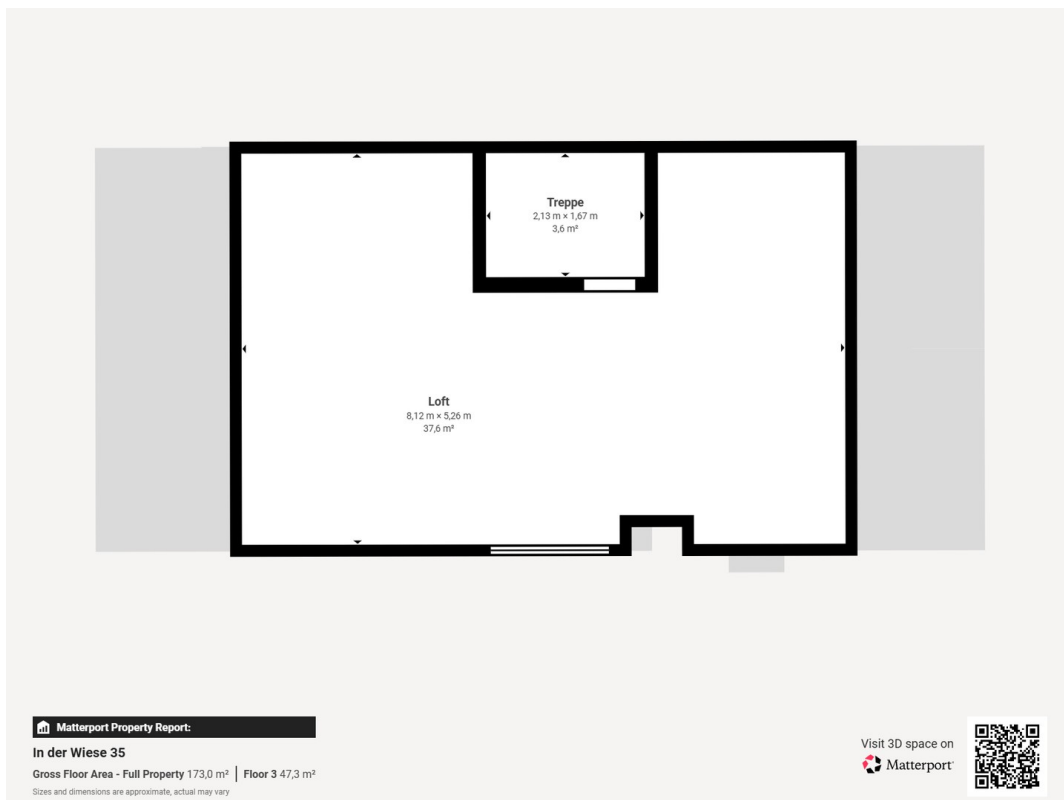 Treppe
2,13 m × 1,67 m
3,6 m²
Loft
8,12 m × 5,26 m
37,6 m²
Matterport Property Report:
In der Wiese 35
Gross Floor Area - Full Property 173,0 m² | Floor 3 47,3 m²
Sizes and dimensions are approximate, actual may vary
Visit 3D space on
Matterport